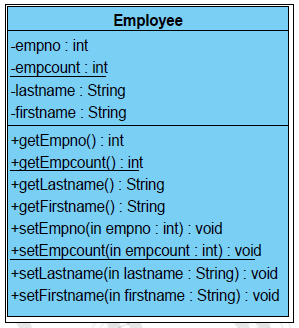 Employee
-empno : int
-empcount : int
-lastname : String
-firstname : String
+getEmpno() : int
+getEmpcount() : int
+getLastname() : String
+getFirstname() : String
+setEmpno(in empno : int) : void
+setEmpcount(in empcount : int) : void
+setLastname(in lastname : String) : void
+setFirstname(in firstname : String) : void